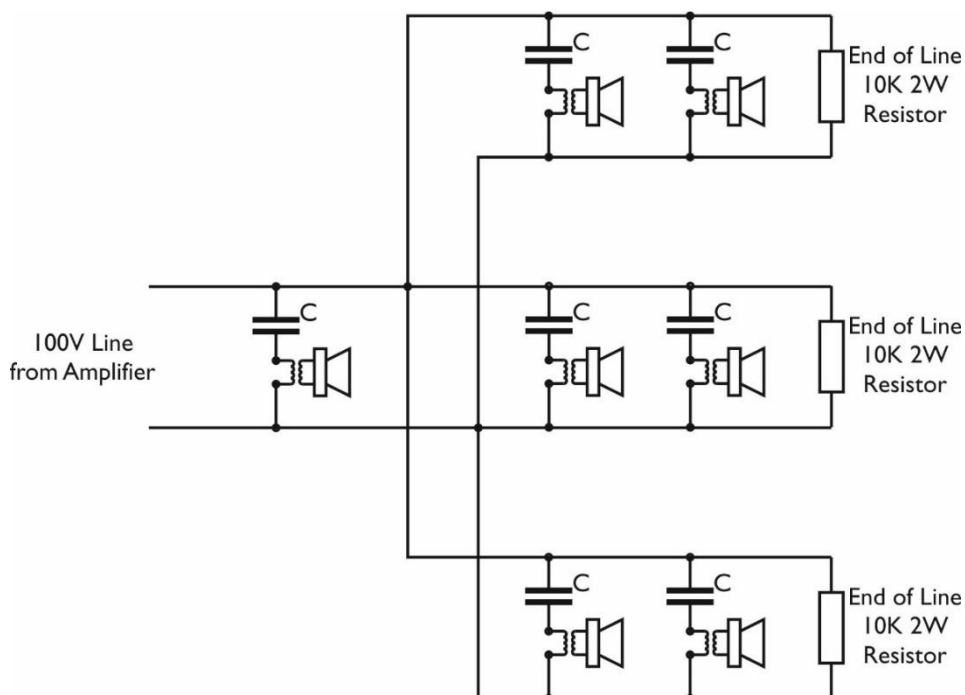 C
C
End of Line
10K 2W
Resistor
100V Line
from Amplifier
C
C
C
End of Line
10K 2W
Resistor
C
C
End of Line
10K 2W
Resistor